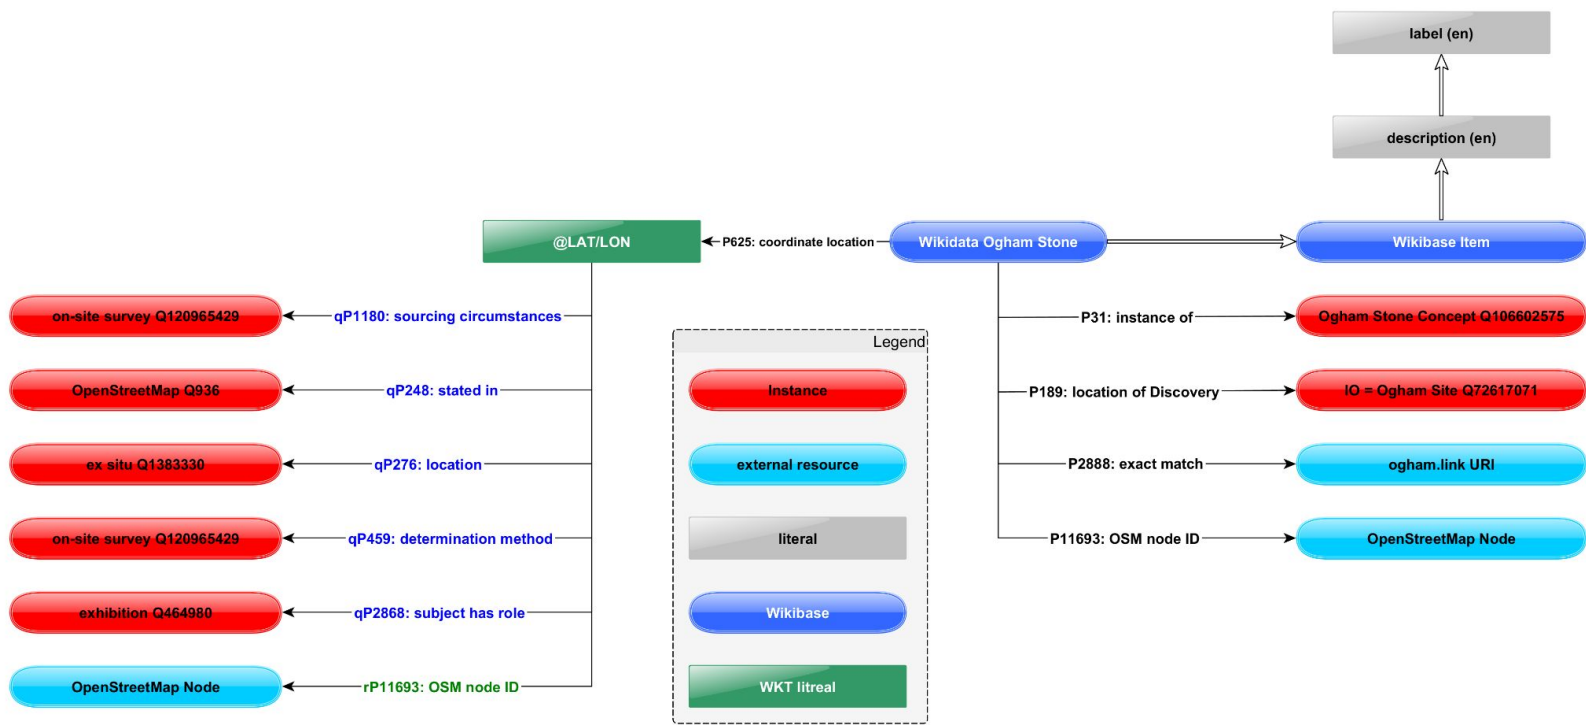 label (en)
description (en)
@LAT/LON
P625: coordinate location
Wikidata Ogham Stone
Wikibase Item
on-site survey Q120965429
qP1180: sourcing circumstances
P31: instance of
Ogham Stone Concept Q106602575
OpenStreetMap Q936
qP248: stated in
P189: location of Discovery
IO = Ogham Site Q72617071
ex situ Q1383330
qP276: location
P2888: exact match
ogham.link URI
on-site survey Q120965429
qP459: determination method
P11693: OSM node ID
OpenStreetMap Node
exhibition Q464980
qP2868: subject has role
OpenStreetMap Node
rP11693: OSM node ID
Legend
Instance
external resource
literal
Wikibase
WKT litreal